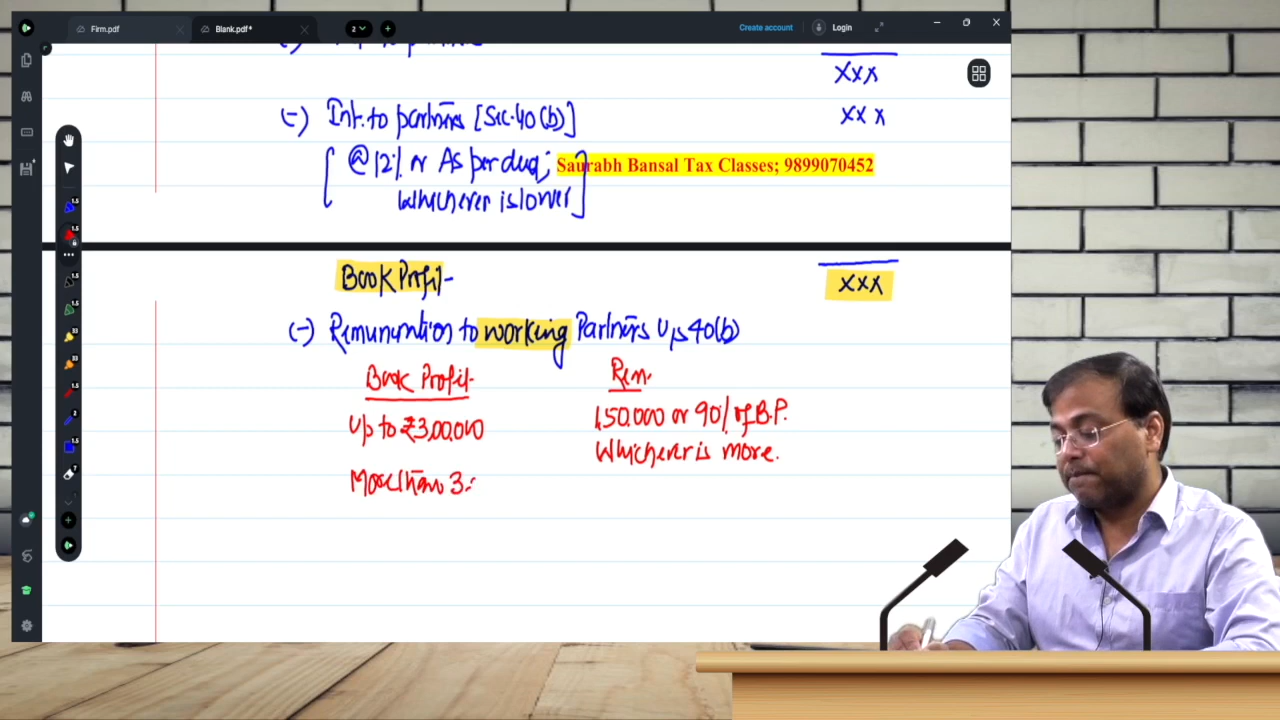 Firm.pdf
Blank.pdf*
2
Create account
Login
XXX
(-) Int. to partners [Sec. 40(b)]
XXX
@ 12% or As per deed;
Saurabh Bansal Tax Classes; 9899070452
Whichever is lower
Book Profit
XXX
(-) Remuneration to working Partners U/s 40(b)
Book Profit
Rem.
Up to ₹3,00,000
1,50,000 or 90% of B.P.
Whichever is more.
More than 3